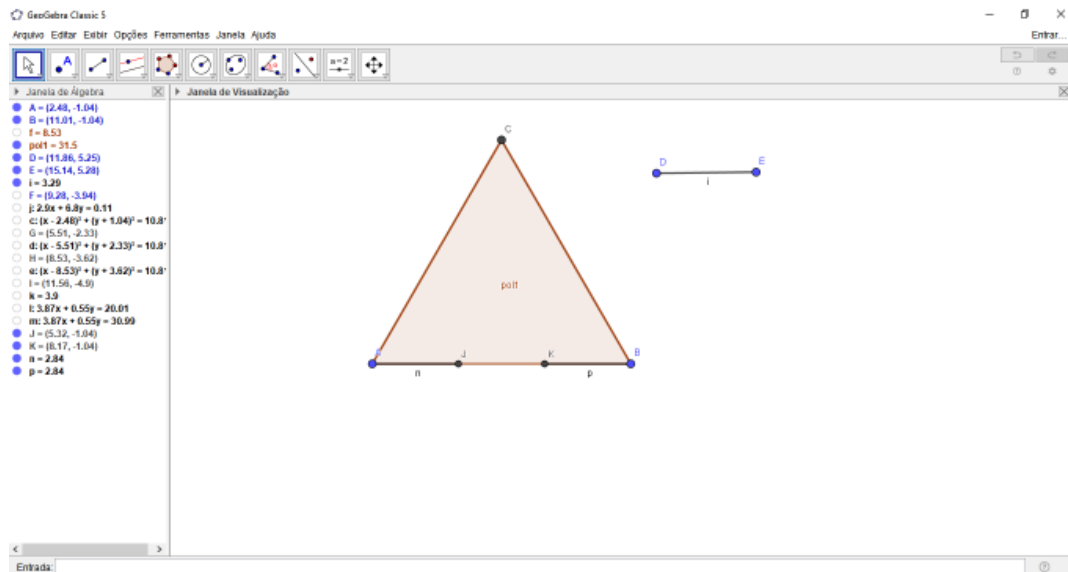 GeoGebra Classic 5
Arquivo Editar Exibir Opções Ferramentas Janela Ajuda Entrar...
A a=2
Janela de Álgebra
Janela de Visualização
A = (2.48, -1.04)
B = (11.01, -1.04)
f = 8.53
pol1 = 31.5
D = (11.86, 5.25)
E = (15.14, 5.28)
i = 3.29
F = (9.28, -3.94)
j: 2.9x + 6.8y = 0.11
c: (x - 2.48)² + (y + 1.04)² = 10.8
G = (5.51, -2.33)
d: (x - 5.51)² + (y + 2.33)² = 10.8
H = (8.53, -3.62)
e: (x - 8.53)² + (y + 3.62)² = 10.8
I = (11.56, -4.9)
k = 3.9
l: 3.87x + 0.55y = 20.01
m: 3.87x + 0.55y = 30.99
J = (5.32, -1.04)
K = (8.17, -1.04)
n = 2.84
p = 2.84
C
D E
i
pol1
J K B
n p
Entrada: